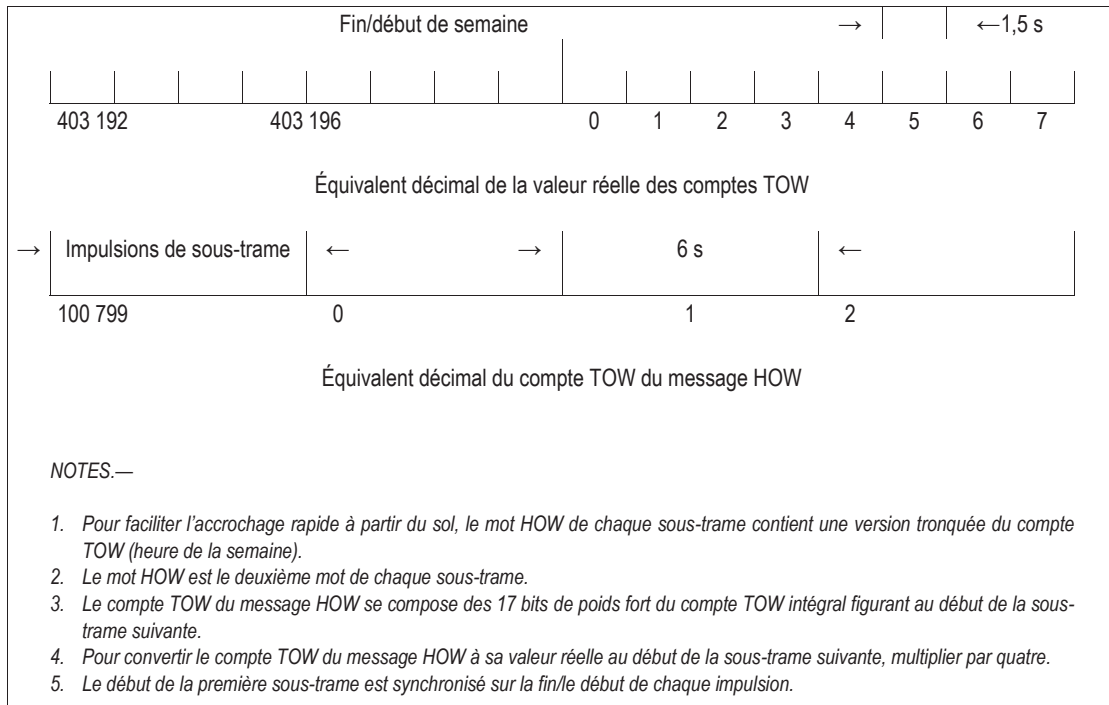 Fin/début de semaine → ←1,5 s
403 192 403 196 0 1 2 3 4 5 6 7
Équivalent décimal de la valeur réelle des comptes TOW
→ Impulsions de sous-trame ← → 6 s ←
100 799 0 1 2
Équivalent décimal du compte TOW du message HOW
NOTES.—
1. Pour faciliter l'accrochage rapide à partir du sol, le mot HOW de chaque sous-trame contient une version tronquée du compte
TOW (heure de la semaine).
2. Le mot HOW est le deuxième mot de chaque sous-trame.
3. Le compte TOW du message HOW se compose des 17 bits de poids fort du compte TOW intégral figurant au début de la sous-
trame suivante.
4. Pour convertir le compte TOW du message HOW à sa valeur réelle au début de la sous-trame suivante, multiplier par quatre.
5. Le début de la première sous-trame est synchronisé sur la fin/le début de chaque impulsion.